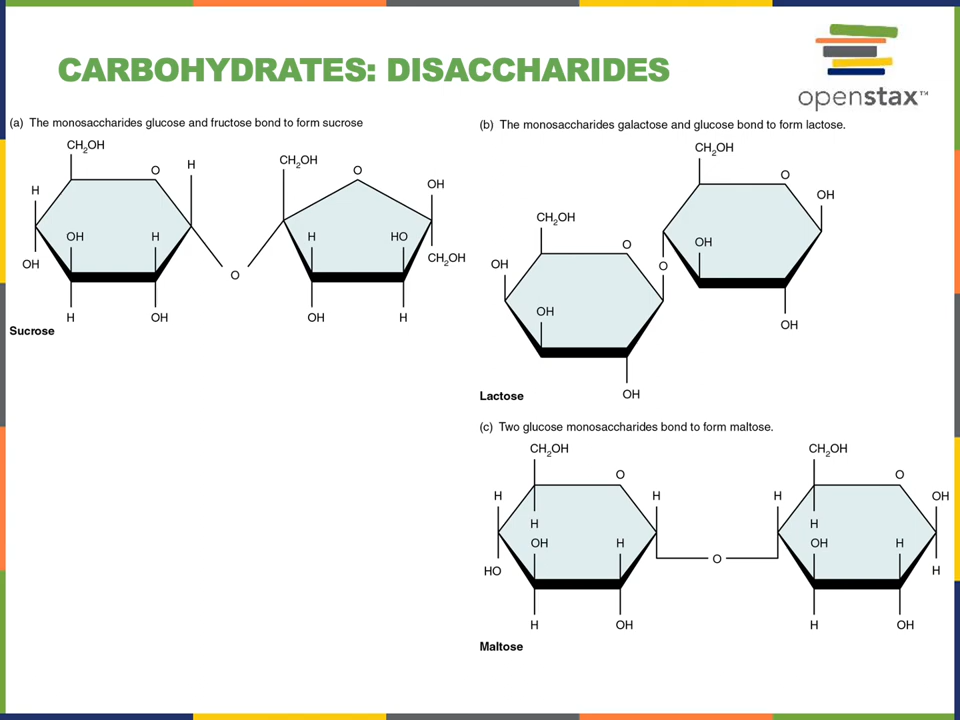 CARBOHYDRATES: DISACCHARIDES
openstax™
(a) The monosaccharides glucose and fructose bond to form sucrose
CH₂OH
O
H
H
OH
H
OH
H
OH
O
CH₂OH
O
OH
H
HO
CH₂OH
OH
H
Sucrose
(b) The monosaccharides galactose and glucose bond to form lactose.
CH₂OH
O
OH
OH
OH
O
CH₂OH
O
OH
OH
OH
Lactose
(c) Two glucose monosaccharides bond to form maltose.
CH₂OH
O
H
H
H
OH
H
HO
H
OH
O
CH₂OH
O
H
OH
H
OH
H
H
H
OH
Maltose